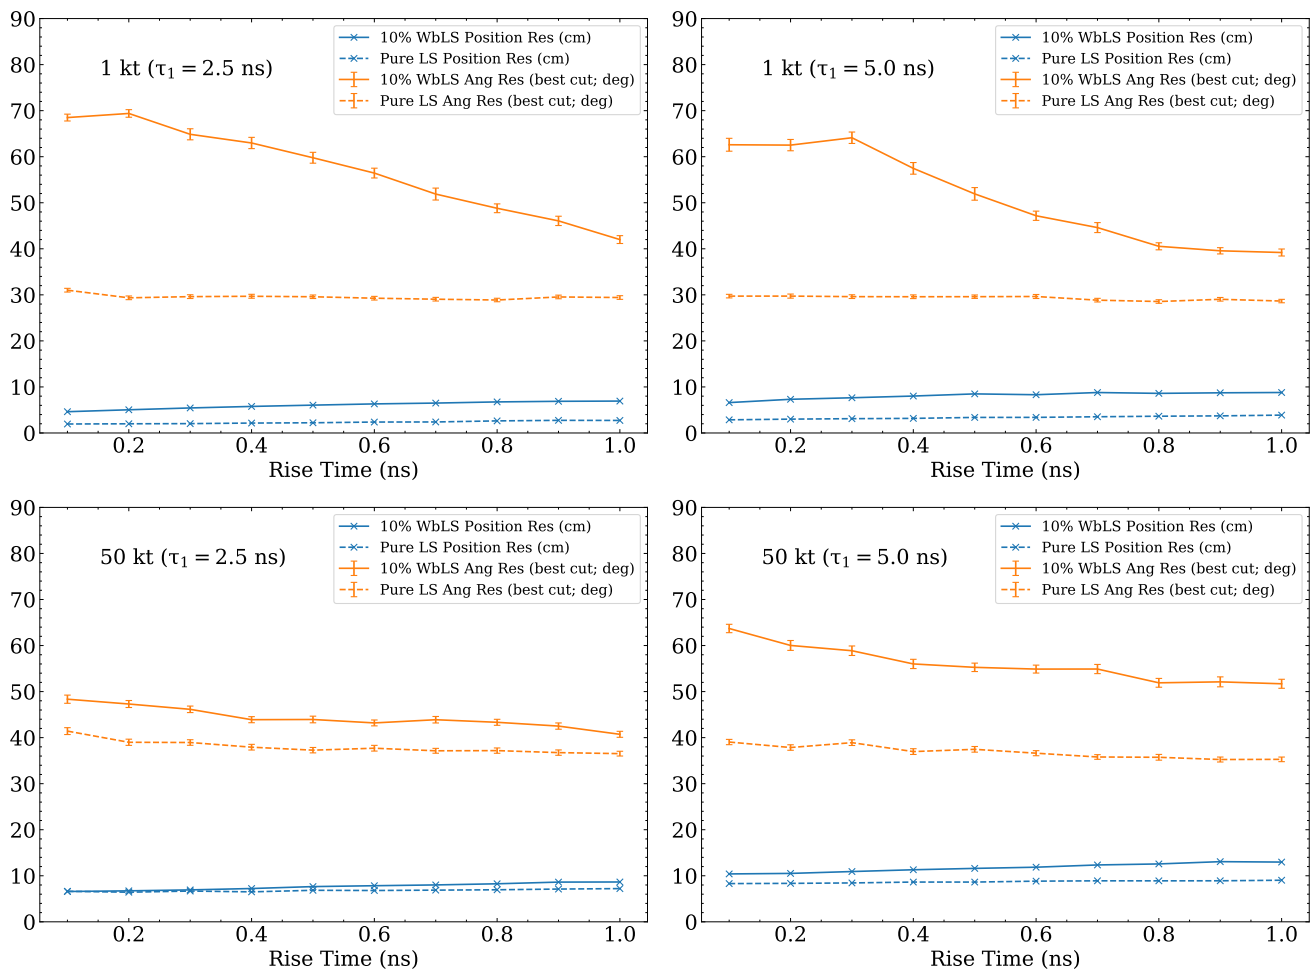 90
80
70
60
50
40
30
20
10
0
1 kt (τ₁ = 2.5 ns)
10% WbLS Position Res (cm)
Pure LS Position Res (cm)
10% WbLS Ang Res (best cut; deg)
Pure LS Ang Res (best cut; deg)
0.2 0.4 0.6 0.8 1.0
Rise Time (ns)
90
80
70
60
50
40
30
20
10
0
1 kt (τ₁ = 5.0 ns)
10% WbLS Position Res (cm)
Pure LS Position Res (cm)
10% WbLS Ang Res (best cut; deg)
Pure LS Ang Res (best cut; deg)
0.2 0.4 0.6 0.8 1.0
Rise Time (ns)
90
80
70
60
50
40
30
20
10
0
50 kt (τ₁ = 2.5 ns)
10% WbLS Position Res (cm)
Pure LS Position Res (cm)
10% WbLS Ang Res (best cut; deg)
Pure LS Ang Res (best cut; deg)
0.2 0.4 0.6 0.8 1.0
Rise Time (ns)
90
80
70
60
50
40
30
20
10
0
50 kt (τ₁ = 5.0 ns)
10% WbLS Position Res (cm)
Pure LS Position Res (cm)
10% WbLS Ang Res (best cut; deg)
Pure LS Ang Res (best cut; deg)
0.2 0.4 0.6 0.8 1.0
Rise Time (ns)